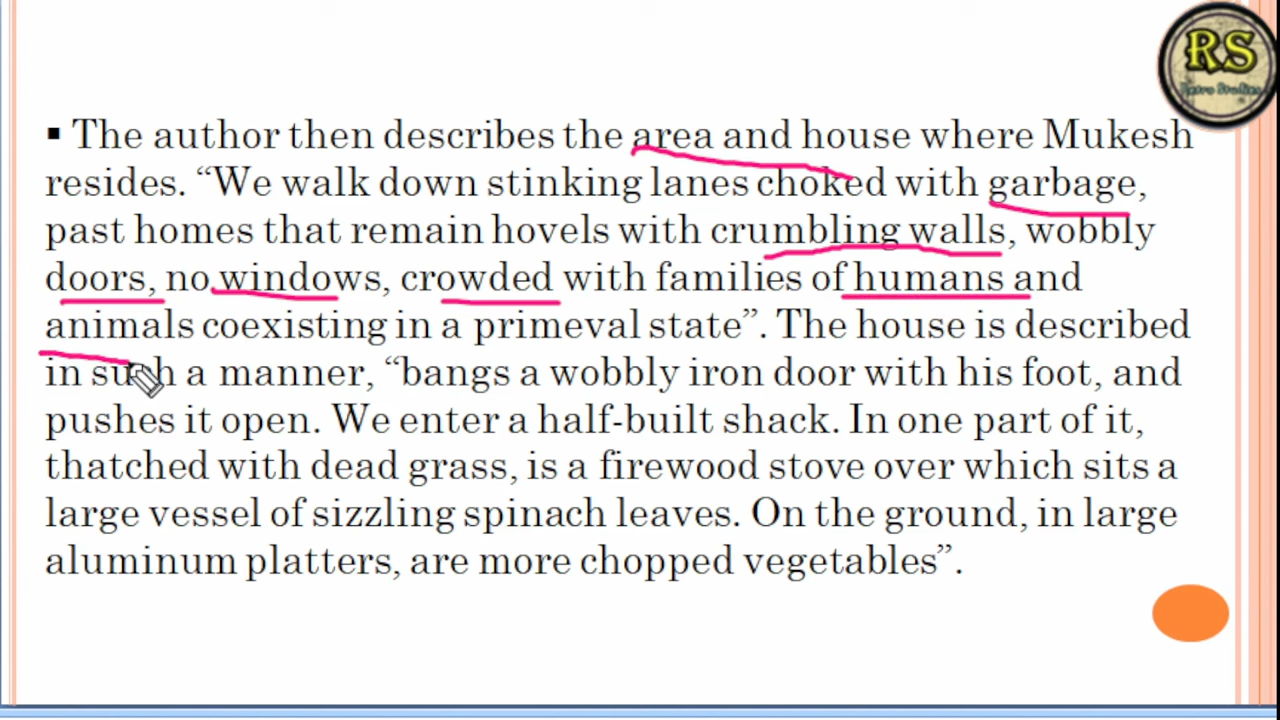 RS
Retro Studies
▪ The author then describes the area and house where Mukesh
resides. “We walk down stinking lanes choked with garbage,
past homes that remain hovels with crumbling walls, wobbly
doors, no windows, crowded with families of humans and
animals coexisting in a primeval state”. The house is described
in such a manner, “bangs a wobbly iron door with his foot, and
pushes it open. We enter a half-built shack. In one part of it,
thatched with dead grass, is a firewood stove over which sits a
large vessel of sizzling spinach leaves. On the ground, in large
aluminum platters, are more chopped vegetables”.